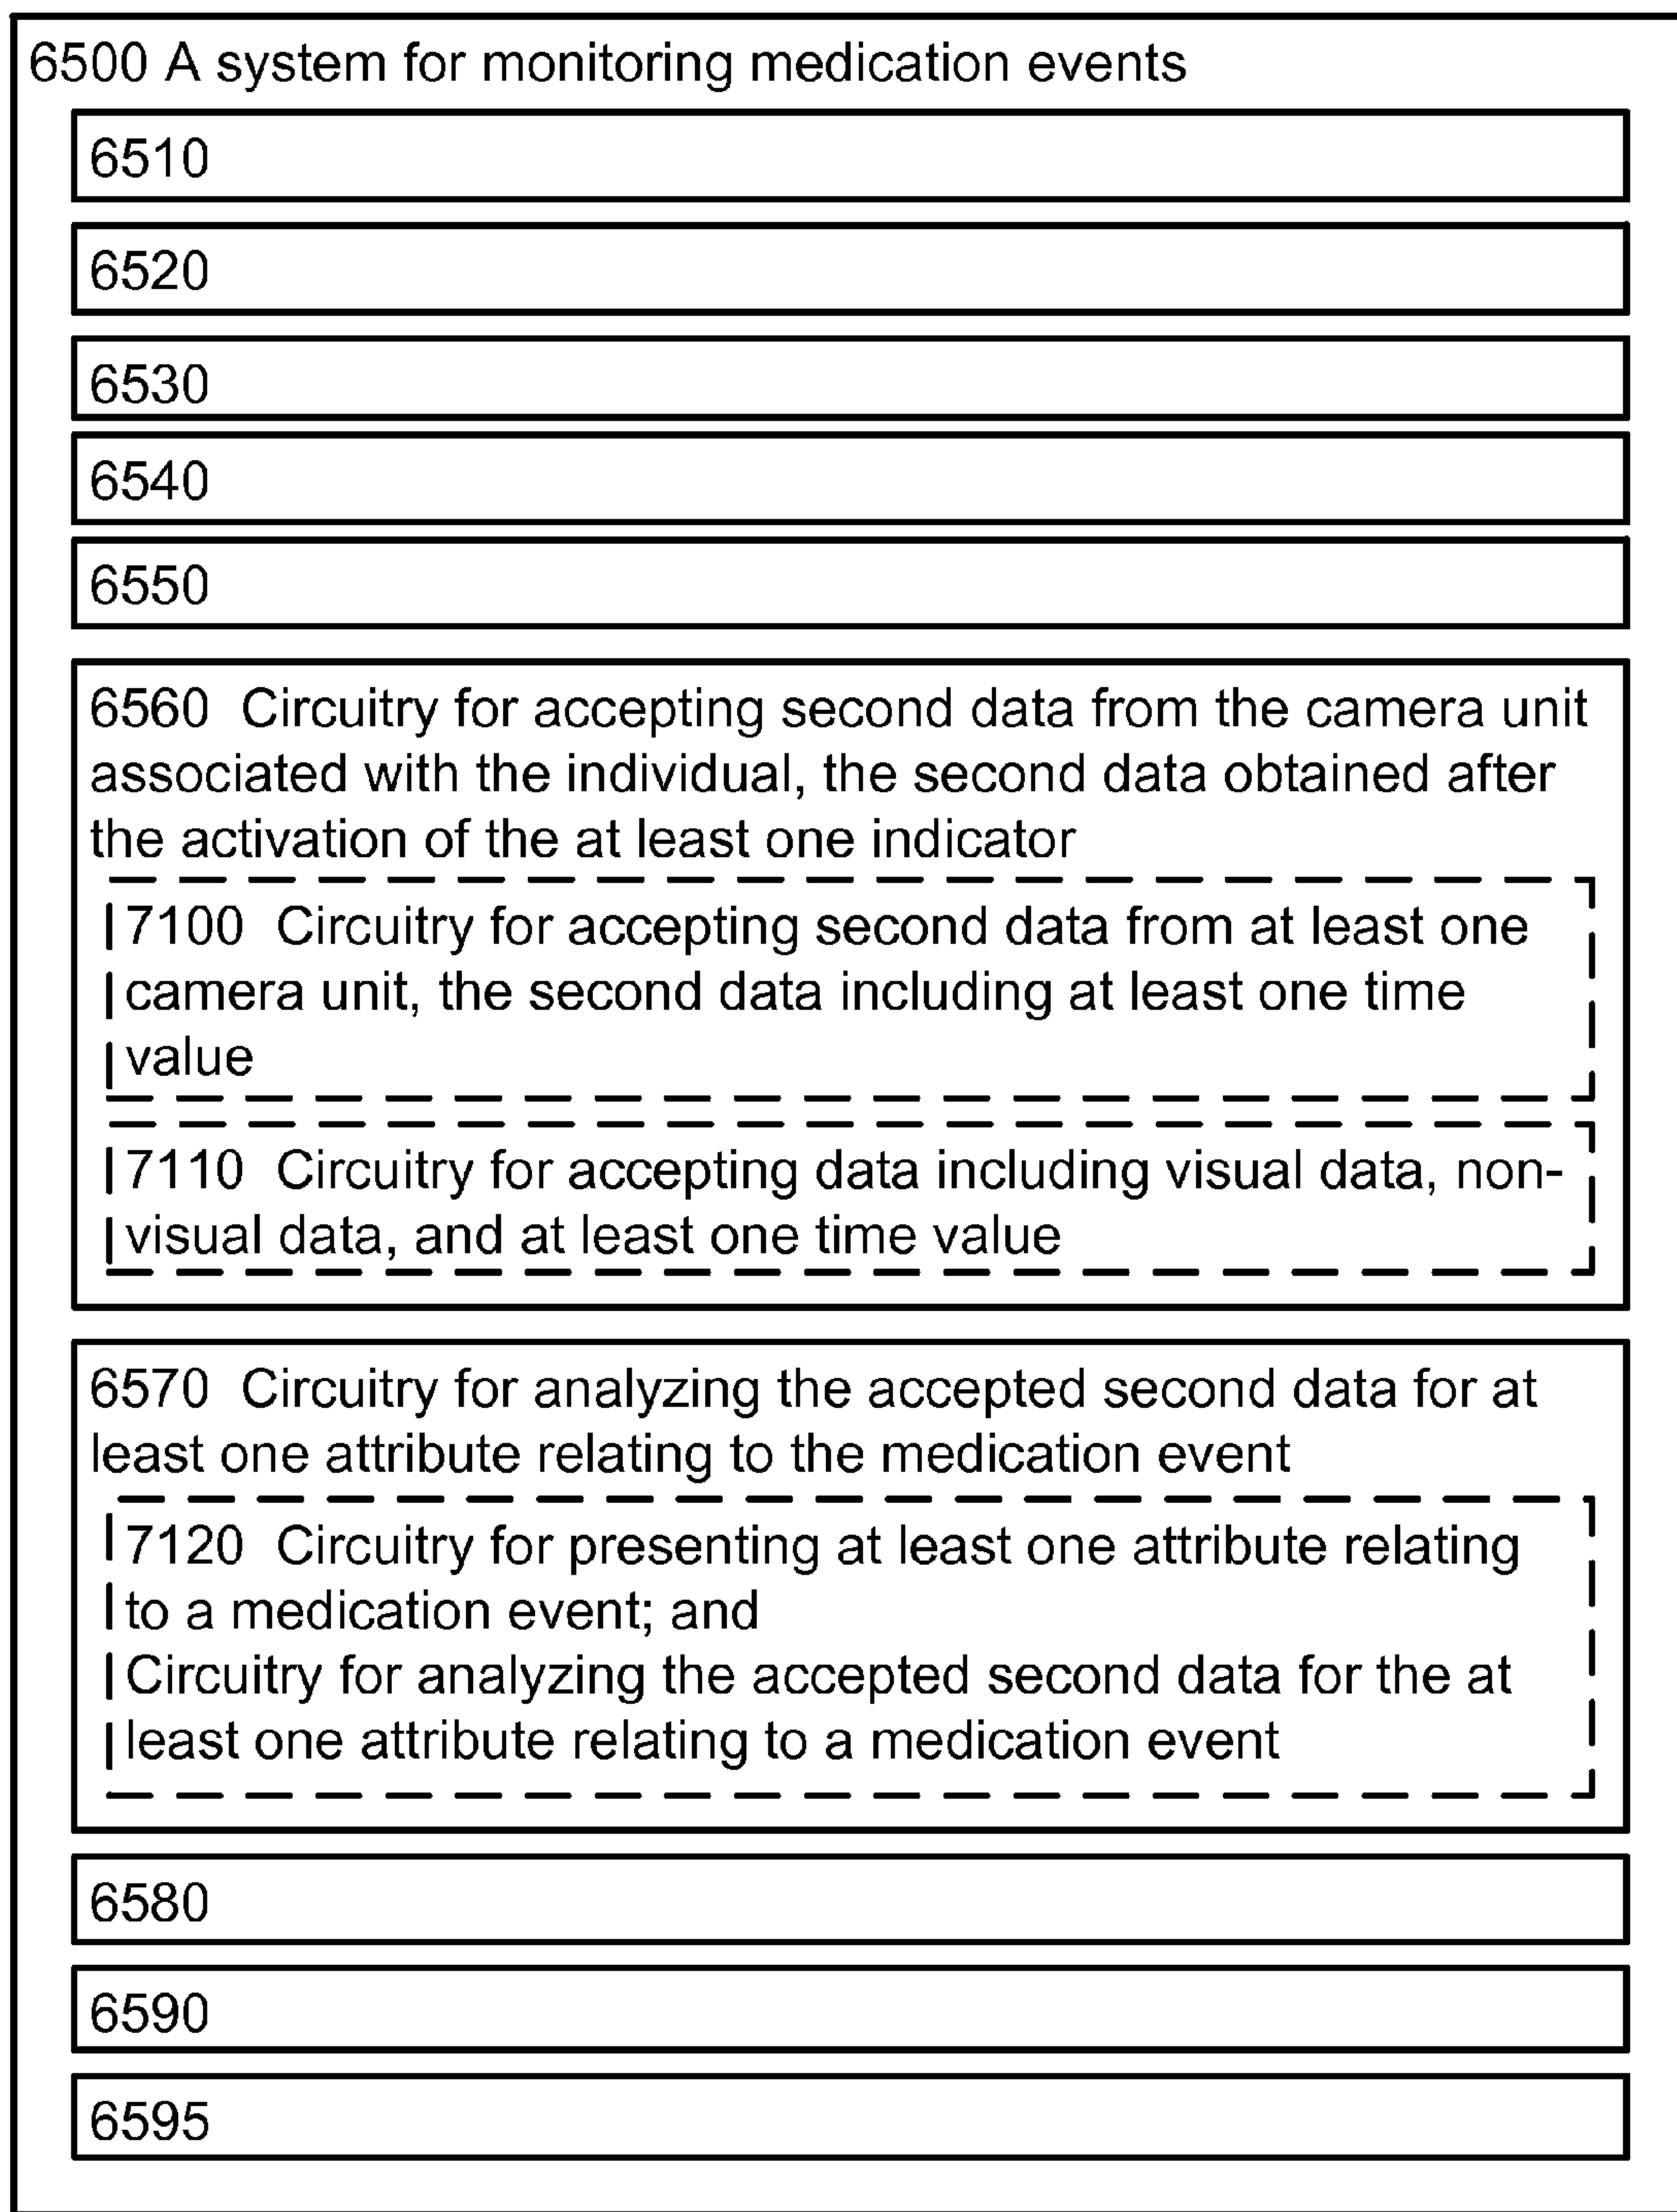 6500 A system for monitoring medication events
6510
6520
6530
6540
6550
6560 Circuitry for accepting second data from the camera unit
associated with the individual, the second data obtained after
the activation of the at least one indicator
7100 Circuitry for accepting second data from at least one
camera unit, the second data including at least one time
value
7110 Circuitry for accepting data including visual data, non-
visual data, and at least one time value
6570 Circuitry for analyzing the accepted second data for at
least one attribute relating to the medication event
7120 Circuitry for presenting at least one attribute relating
to a medication event; and
Circuitry for analyzing the accepted second data for the at
least one attribute relating to a medication event
6580
6590
6595